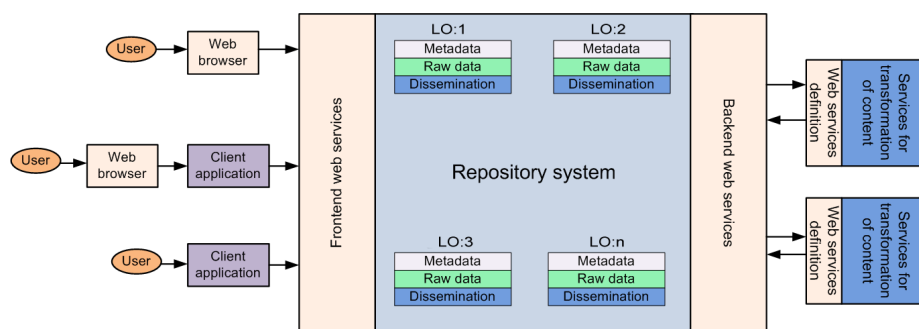 User
Web
browser
User
Web
browser
Client
application
User
Client
application
Frontend web services
LO:1
Metadata
Raw data
Dissemination
LO:2
Metadata
Raw data
Dissemination
Repository system
LO:3
Metadata
Raw data
Dissemination
LO:n
Metadata
Raw data
Dissemination
Backend web services
Web services
definition
Services for
transformation
of content
Web services
definition
Services for
transformation
of content